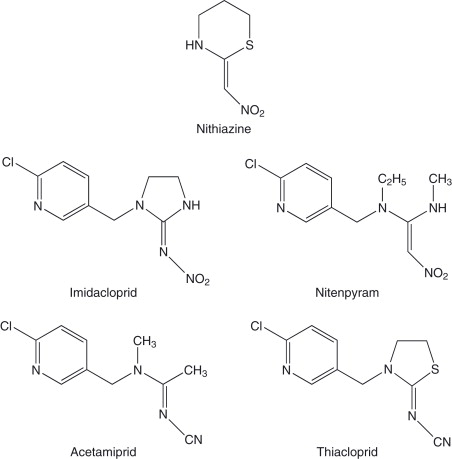 HN
S
NO2
Nithiazine
Cl
N
N
NH
N
NO2
Imidacloprid
Cl
N
C2H5
CH3
N
NH
NO2
Nitenpyram
Cl
N
CH3
N
CH3
N
CN
Acetamiprid
Cl
N
N
S
N
CN
Thiacloprid